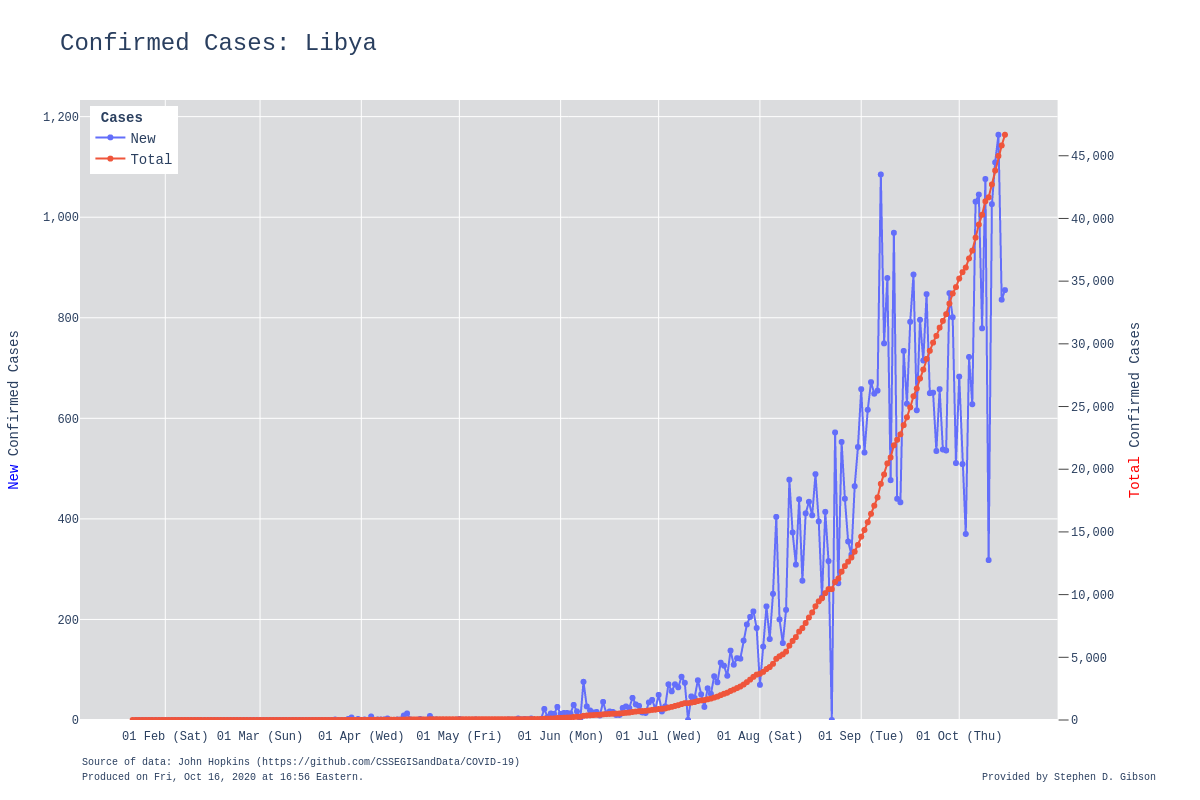 Confirmed Cases: Libya
Cases
New
Total
1,200
1,000
800
600
400
200
0
45,000
40,000
35,000
30,000
25,000
20,000
15,000
10,000
5,000
0
New Confirmed Cases
Total Confirmed Cases
01 Feb (Sat) 01 Mar (Sun) 01 Apr (Wed) 01 May (Fri) 01 Jun (Mon) 01 Jul (Wed) 01 Aug (Sat) 01 Sep (Tue) 01 Oct (Thu)
Source of data: John Hopkins (https://github.com/CSSEGISandData/COVID-19)
Produced on Fri, Oct 16, 2020 at 16:56 Eastern.
Provided by Stephen D. Gibson